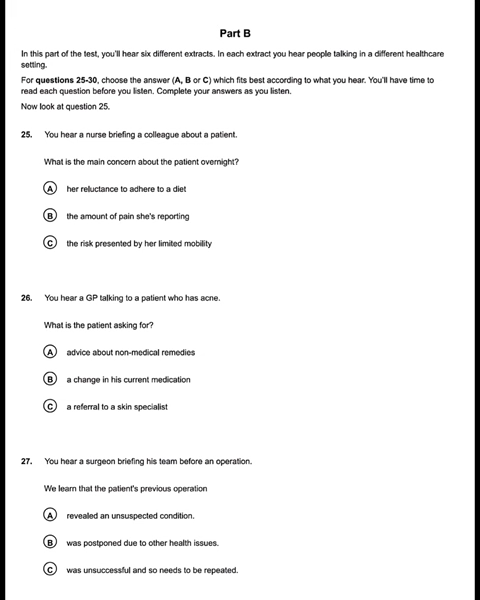 Part B
In this part of the test, you'll hear six different extracts. In each extract you hear people talking in a different healthcare
setting.
For questions 25-30, choose the answer (A, B or C) which fits best according to what you hear. You'll have time to
read each question before you listen. Complete your answers as you listen.
Now look at question 25.
25. You hear a nurse briefing a colleague about a patient.
What is the main concern about the patient overnight?
A her reluctance to adhere to a diet
B the amount of pain she's reporting
C the risk presented by her limited mobility
26. You hear a GP talking to a patient who has acne.
What is the patient asking for?
A advice about non-medical remedies
B a change in his current medication
C a referral to a skin specialist
27. You hear a surgeon briefing his team before an operation.
We learn that the patient's previous operation
A revealed an unsuspected condition.
B was postponed due to other health issues.
C was unsuccessful and so needs to be repeated.